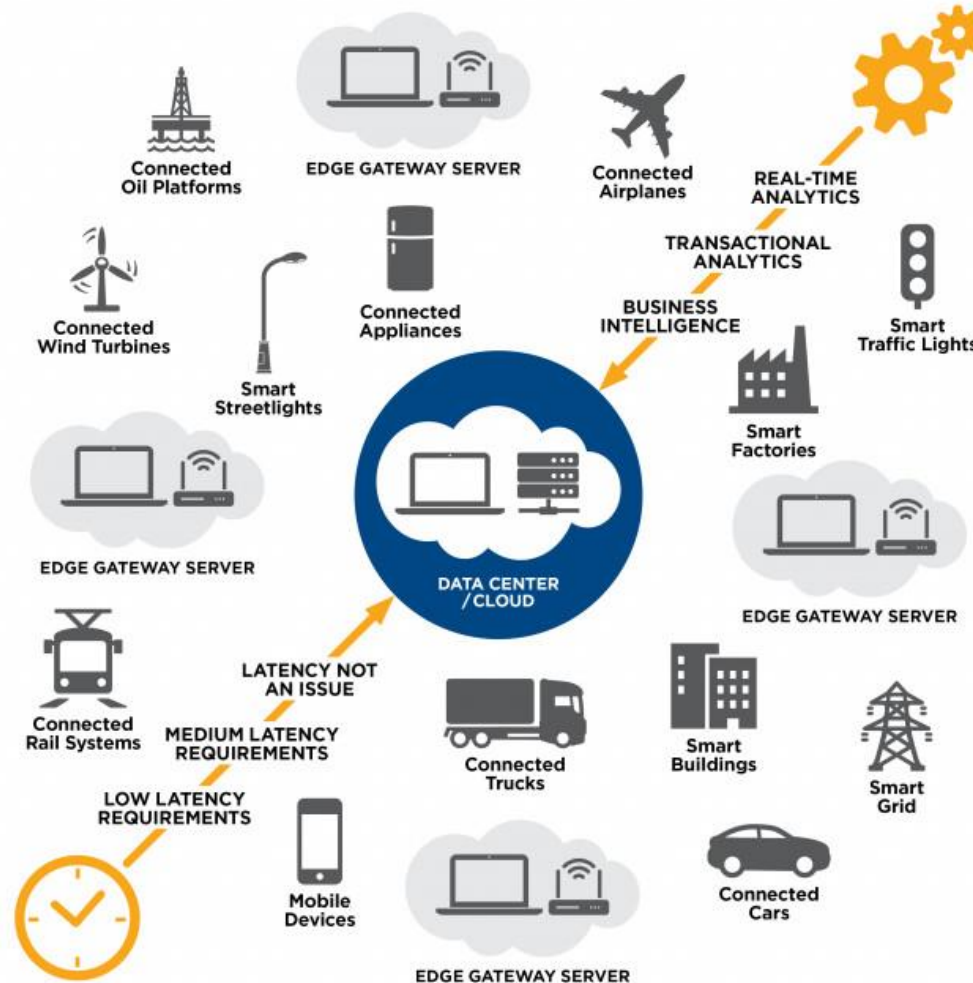 Connected
Oil Platforms
EDGE GATEWAY SERVER
Connected
Airplanes
REAL-TIME
ANALYTICS
TRANSACTIONAL
ANALYTICS
BUSINESS
INTELLIGENCE
Connected
Wind Turbines
Smart
Streetlights
Connected
Appliances
Smart
Traffic Lights
Smart
Factories
EDGE GATEWAY SERVER
DATA CENTER
/CLOUD
EDGE GATEWAY SERVER
Connected
Rail Systems
LATENCY NOT
AN ISSUE
MEDIUM LATENCY
REQUIREMENTS
LOW LATENCY
REQUIREMENTS
Connected
Trucks
Smart
Buildings
Smart
Grid
Mobile
Devices
EDGE GATEWAY SERVER
Connected
Cars